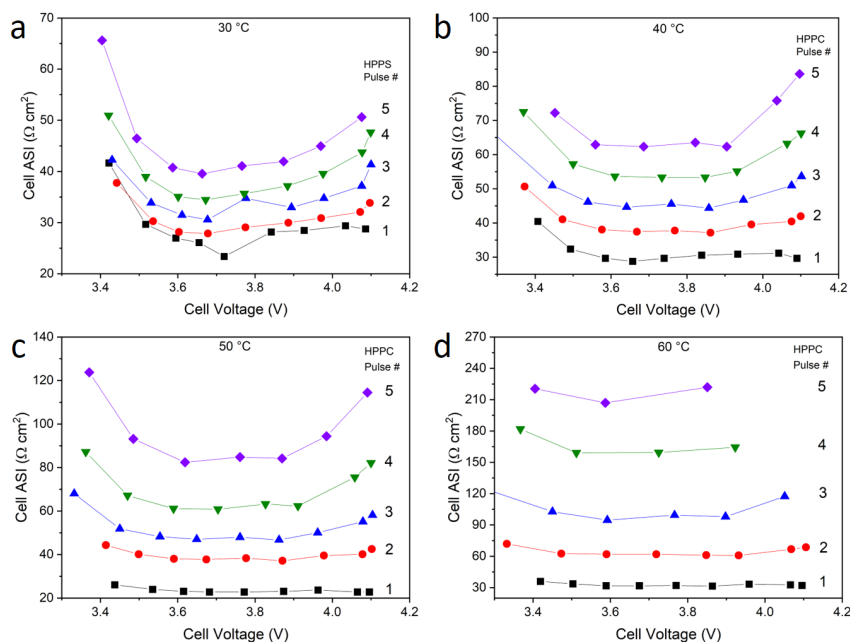 a
30 °C
HPPS
Pulse #
5
4
3
2
1
70
60
50
40
30
20
Cell ASI (Ω cm²)
3.4 3.6 3.8 4.0 4.2
Cell Voltage (V)
b
40 °C
HPPC
Pulse #
5
4
3
2
1
100
90
80
70
60
50
40
30
Cell ASI (Ω cm²)
3.4 3.6 3.8 4.0 4.2
Cell Voltage (V)
c
50 °C
HPPC
Pulse #
5
4
3
2
1
140
120
100
80
60
40
20
Cell ASI (Ω cm²)
3.4 3.6 3.8 4.0 4.2
Cell Voltage (V)
d
60 °C
HPPC
Pulse #
5
4
3
2
1
270
240
210
180
150
120
90
60
30
Cell ASI (Ω cm²)
3.4 3.6 3.8 4.0 4.2
Cell Voltage (V)